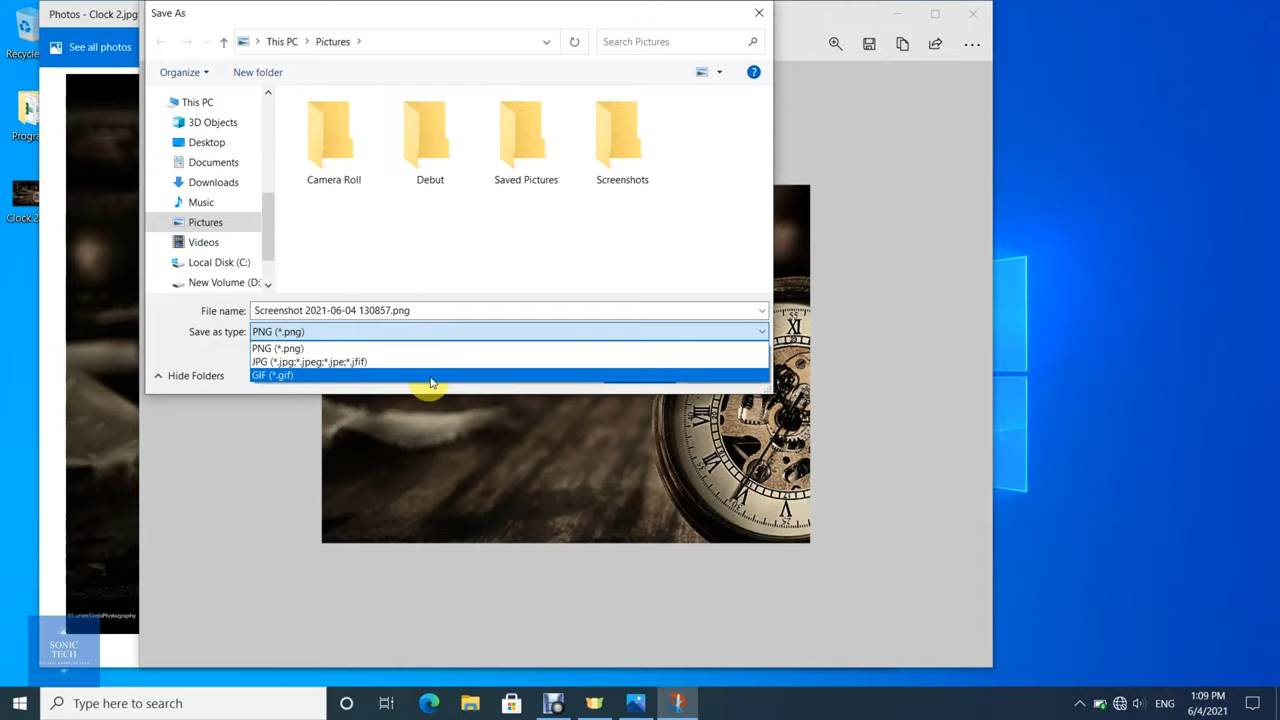 Recycle
Photos - Clock 2.jpg
See all photos
Save As
This PC
Pictures
Search Pictures
Organize
New folder
This PC
3D Objects
Desktop
Documents
Downloads
Music
Pictures
Videos
Local Disk (C:)
New Volume (D:
Camera Roll
Debut
Saved Pictures
Screenshots
File name:
Screenshot 2021-06-04 130857.png
Save as type:
PNG (*.png)
PNG (*.png)
JPG (*.jpg;*.jpeg;*.jpe;*.jfif)
GIF (*.gif)
Hide Folders
Progra
Clock 2
SONIC
TECH
Type here to search
ENG
1:09 PM
6/4/2021